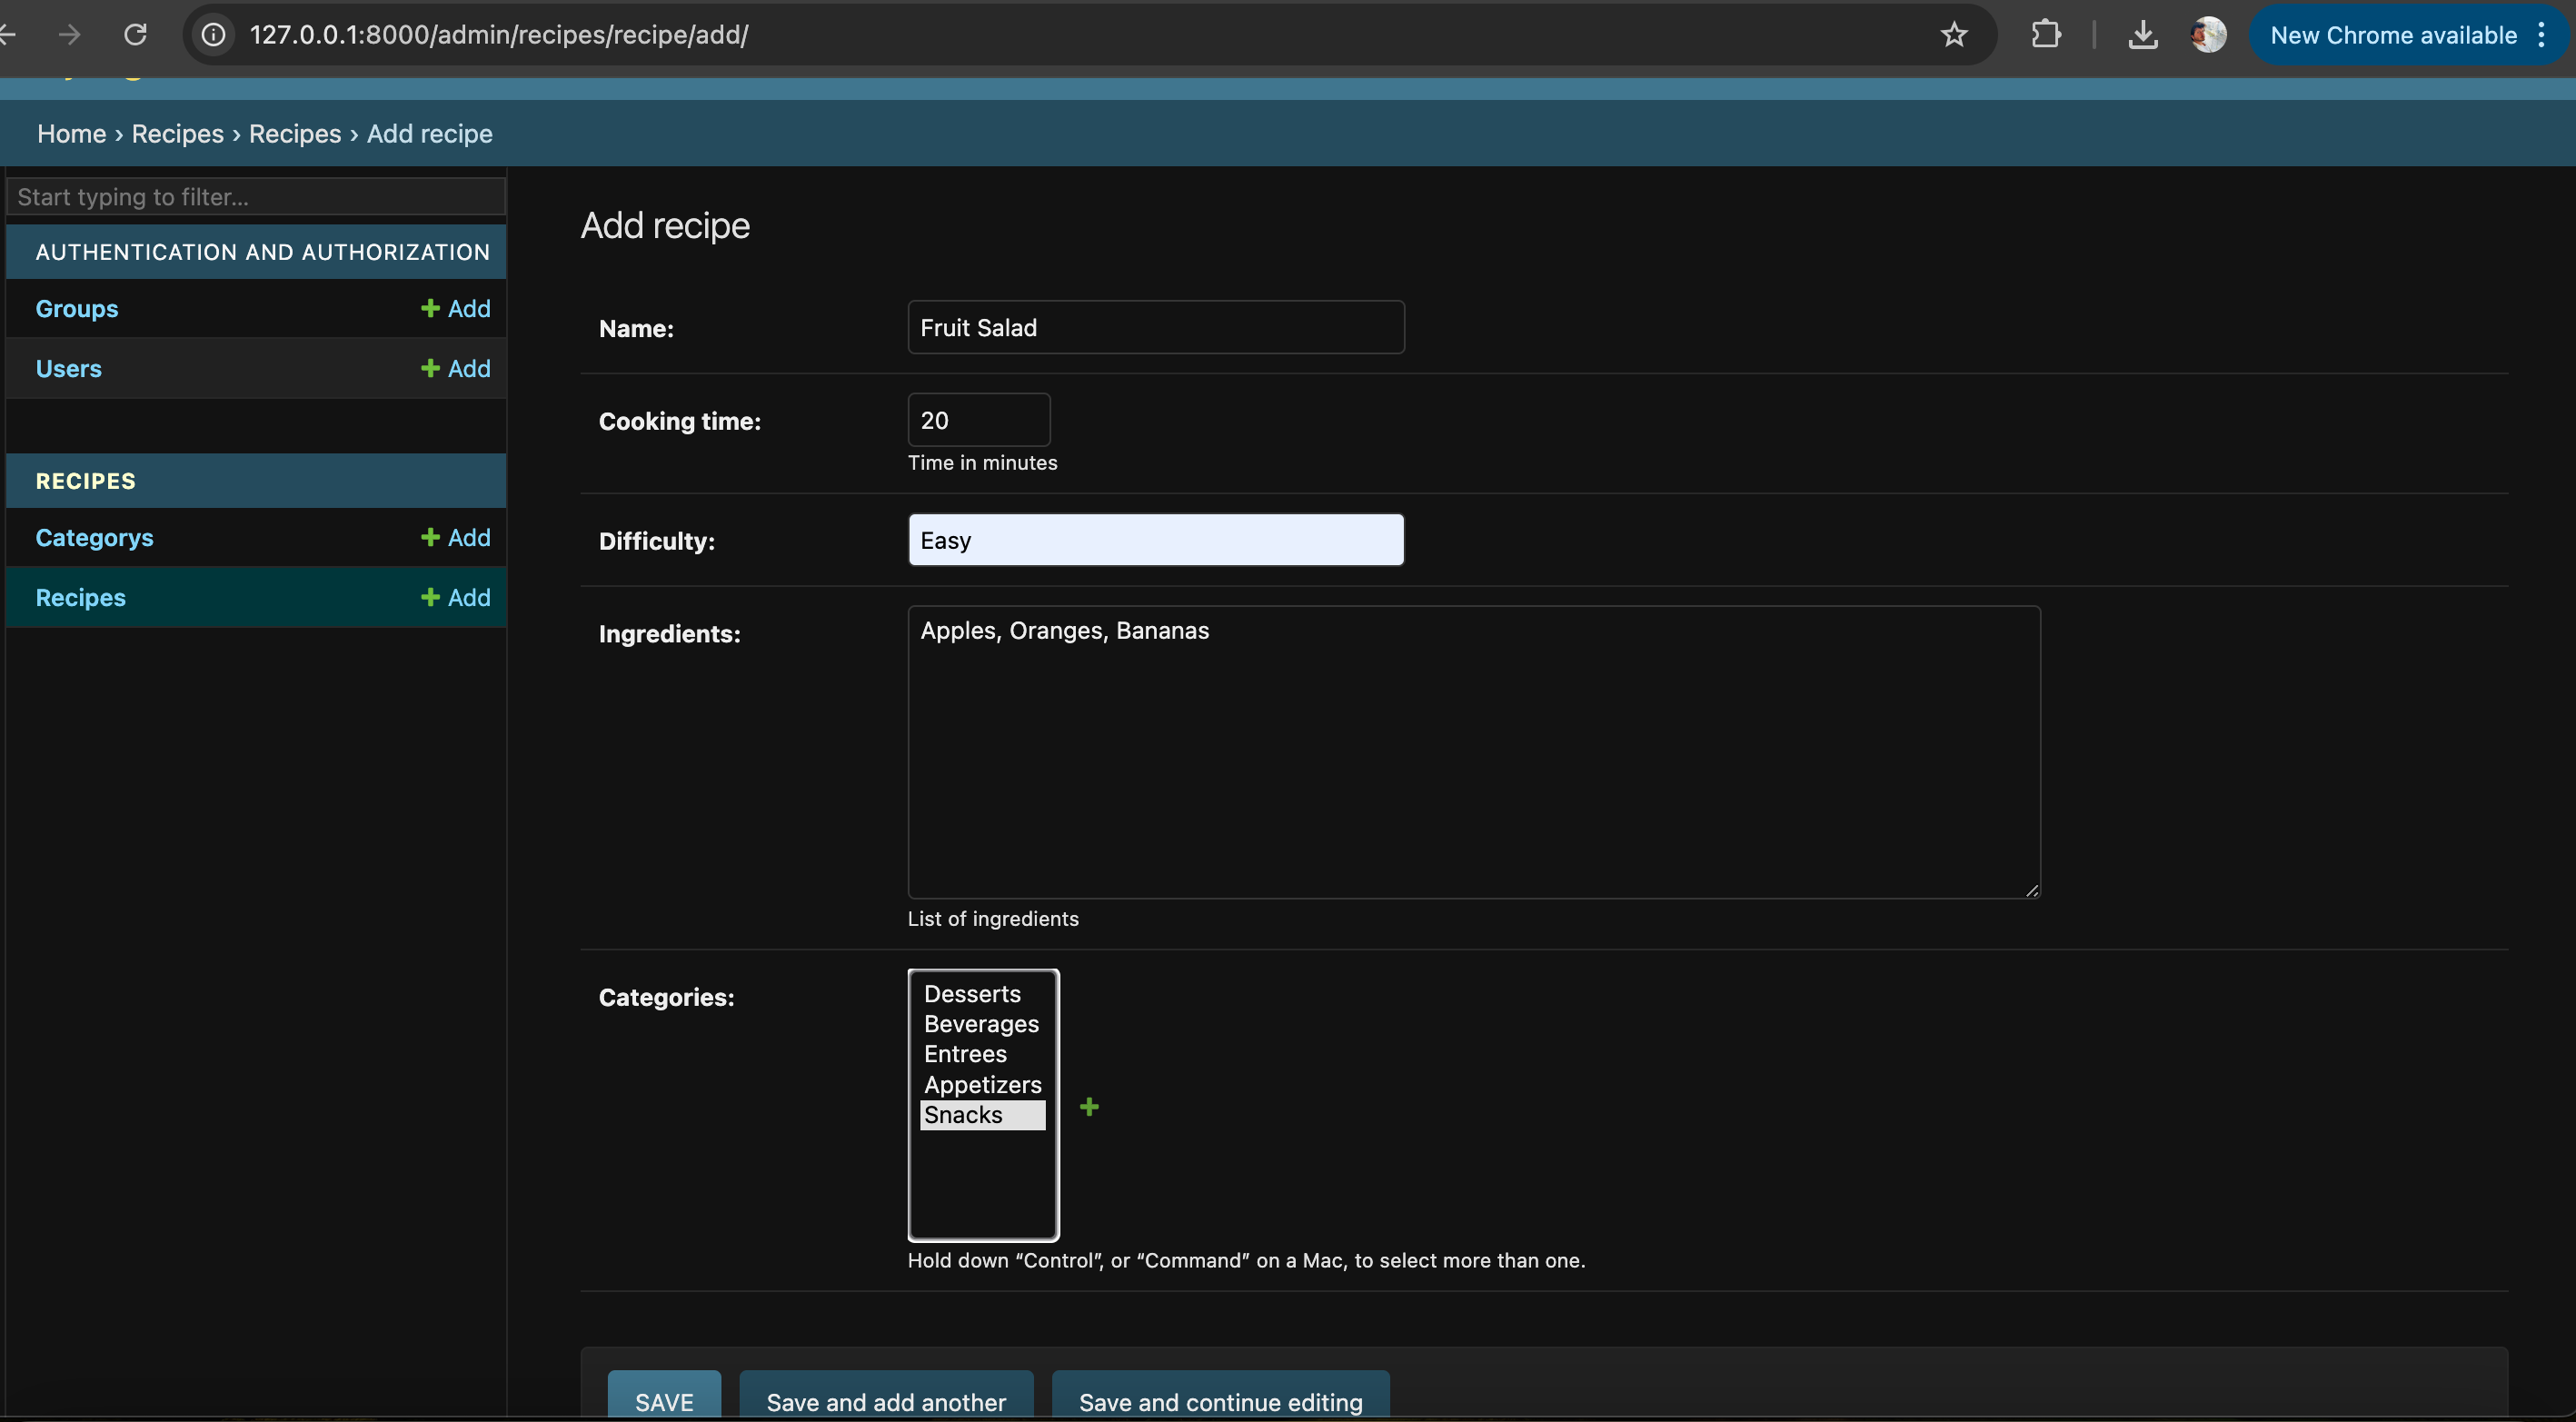 127.0.0.1:8000/admin/recipes/recipe/add/
New Chrome available
Home › Recipes › Recipes › Add recipe
Start typing to filter...
AUTHENTICATION AND AUTHORIZATION
Groups + Add
Users + Add
RECIPES
Categorys + Add
Recipes + Add
Add recipe
Name: Fruit Salad
Cooking time: 20
Time in minutes
Difficulty: Easy
Ingredients: Apples, Oranges, Bananas
List of ingredients
Categories:
Desserts
Beverages
Entrees
Appetizers
Snacks
Hold down “Control”, or “Command” on a Mac, to select more than one.
SAVE
Save and add another
Save and continue editing